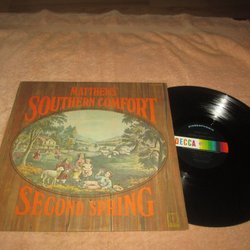 MATTHEWS'
SOUTHERN COMFORT
SECOND SPRING
DECCA